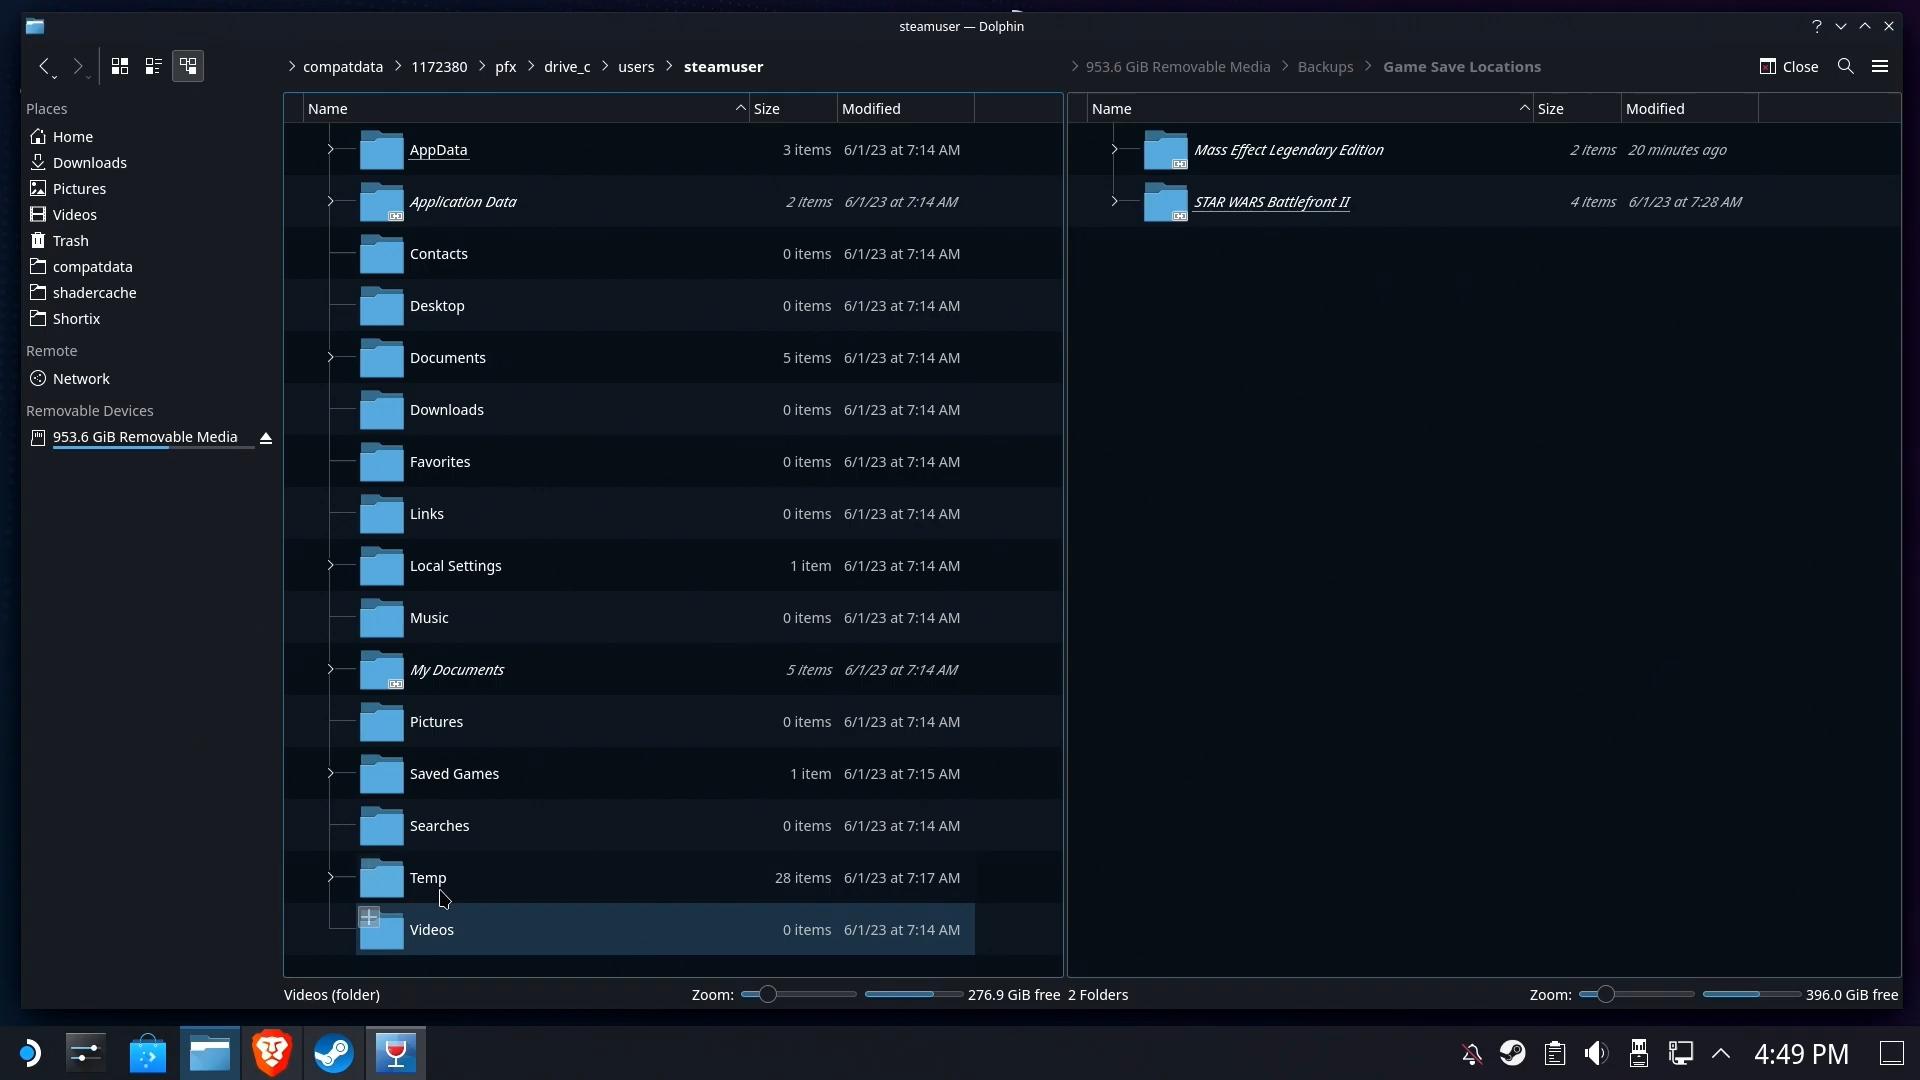 steamuser — Dolphin
compatdata 1172380 pfx drive_c users steamuser
953.6 GiB Removable Media Backups Game Save Locations
Close
Places
Home
Downloads
Pictures
Videos
Trash
compatdata
shadercache
Shortix
Remote
Network
Removable Devices
953.6 GiB Removable Media
Name Size Modified
AppData 3 items 6/1/23 at 7:14 AM
Application Data 2 items 6/1/23 at 7:14 AM
Contacts 0 items 6/1/23 at 7:14 AM
Desktop 0 items 6/1/23 at 7:14 AM
Documents 5 items 6/1/23 at 7:14 AM
Downloads 0 items 6/1/23 at 7:14 AM
Favorites 0 items 6/1/23 at 7:14 AM
Links 0 items 6/1/23 at 7:14 AM
Local Settings 1 item 6/1/23 at 7:14 AM
Music 0 items 6/1/23 at 7:14 AM
My Documents 5 items 6/1/23 at 7:14 AM
Pictures 0 items 6/1/23 at 7:14 AM
Saved Games 1 item 6/1/23 at 7:15 AM
Searches 0 items 6/1/23 at 7:14 AM
Temp 28 items 6/1/23 at 7:17 AM
Videos 0 items 6/1/23 at 7:14 AM
Videos (folder) Zoom: 276.9 GiB free
Name Size Modified
Mass Effect Legendary Edition 2 items 20 minutes ago
STAR WARS Battlefront II 4 items 6/1/23 at 7:28 AM
2 Folders Zoom: 396.0 GiB free
4:49 PM